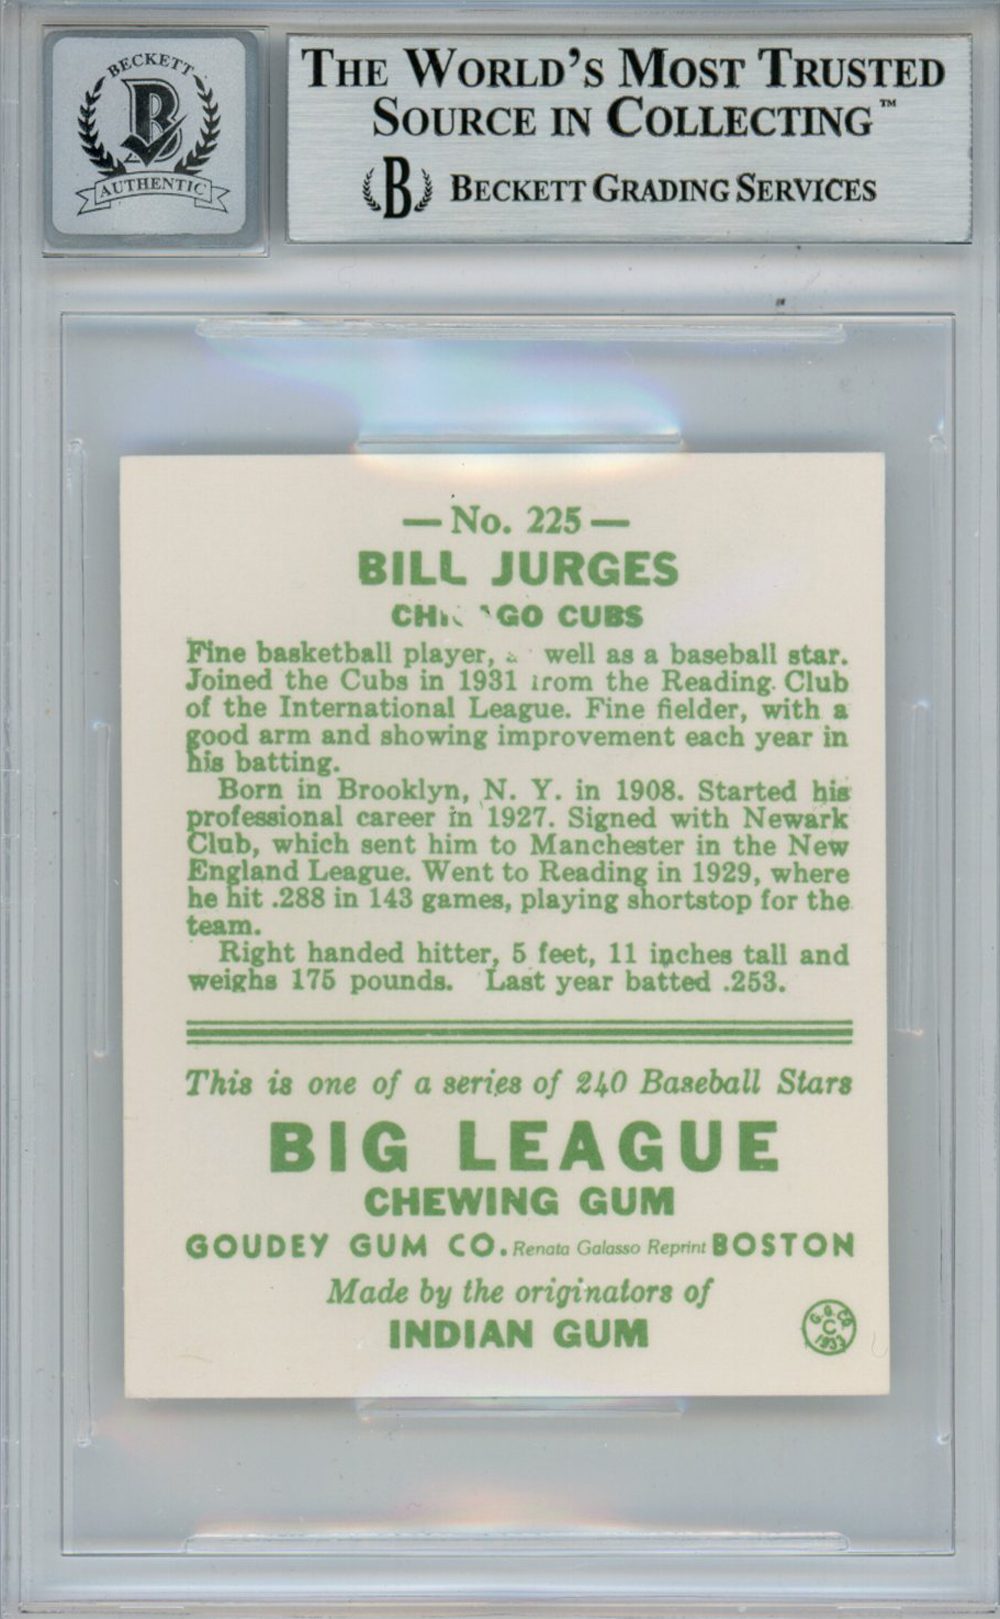 BECKETT
B
AUTHENTIC
THE WORLD'S MOST TRUSTED
SOURCE IN COLLECTING™
B BECKETT GRADING SERVICES
— No. 225 —
BILL JURGES
CHICAGO CUBS
Fine basketball player, as well as a baseball star.
Joined the Cubs in 1931 from the Reading Club
of the International League. Fine fielder, with a
good arm and showing improvement each year in
his batting.
Born in Brooklyn, N. Y. in 1908. Started his
professional career in 1927. Signed with Newark
Club, which sent him to Manchester in the New
England League. Went to Reading in 1929, where
he hit .288 in 143 games, playing shortstop for the
team.
Right handed hitter, 5 feet, 11 inches tall and
weighs 175 pounds. Last year batted .253.
This is one of a series of 240 Baseball Stars
BIG LEAGUE
CHEWING GUM
GOUDEY GUM CO. Renata Galasso Reprint BOSTON
Made by the originators of
INDIAN GUM
G.G.CO.
C
1933